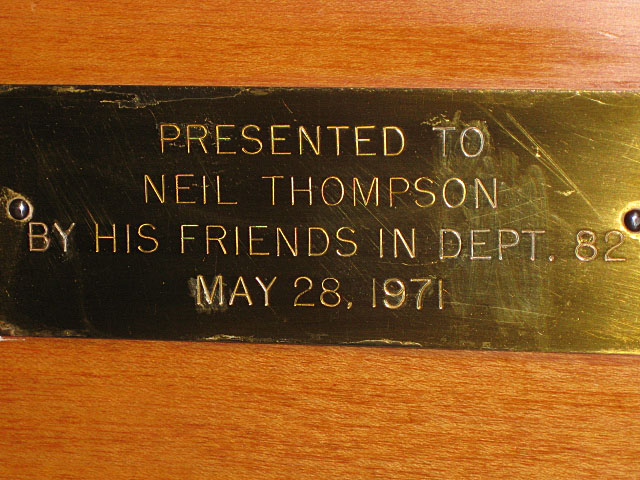 PRESENTED TO
NEIL THOMPSON
BY HIS FRIENDS IN DEPT. 82
MAY 28, 1971